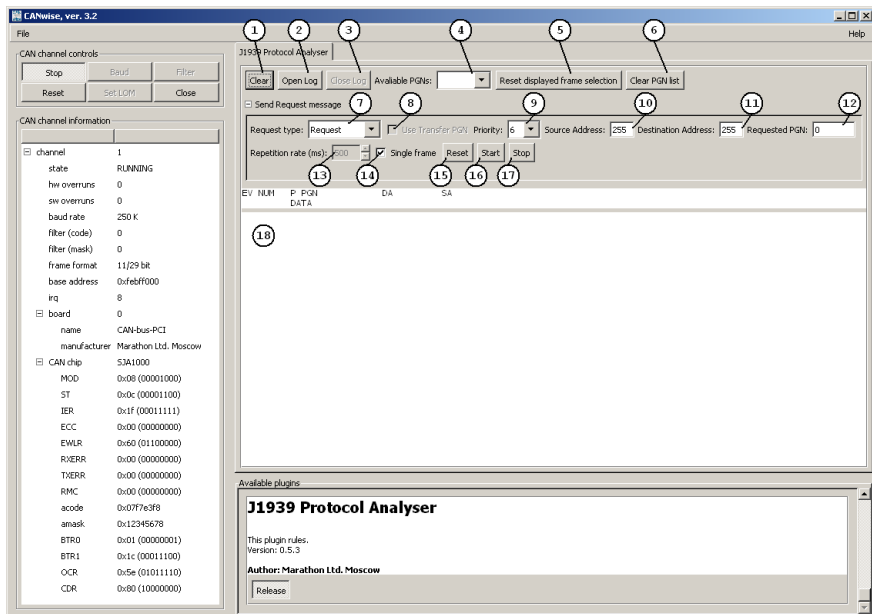 CANwise, ver. 3.2
File Help
CAN channel controls
Stop Baud Filter
Reset Set LOM Close
CAN channel information
channel 1
state RUNNING
hw overruns 0
sw overruns 0
baud rate 250 K
filter (code) 0
filter (mask) 0
frame format 11/29 bit
base address 0xfebff000
irq 8
board 0
name CAN-bus-PCI
manufacturer Marathon Ltd. Moscow
CAN chip SJA1000
MOD 0x08 (00001000)
ST 0x0c (00001100)
IER 0x1f (00011111)
ECC 0x00 (00000000)
EWLR 0x60 (01100000)
RXERR 0x00 (00000000)
TXERR 0x00 (00000000)
RMC 0x00 (00000000)
acode 0x07f7e3f8
amask 0x12345678
BTR0 0x01 (00000001)
BTR1 0x1c (00011100)
OCR 0x5e (01011110)
CDR 0x80 (10000000)
1 2 3 4 5 6
J1939 Protocol Analyser
Clear Open Log Close Log Avaliable PGNs: Reset displayed frame selection Clear PGN list
Send Request message
7 8 9 10 11 12
Request type: Request Use Transfer PGN Priority: 6 Source Address: 255 Destination Address: 255 Requested PGN: 0
Repetition rate (ms): 500 Single frame Reset Start Stop
13 14 15 16 17
EV NUM P PGN DA SA
DATA
18
Available plugins
J1939 Protocol Analyser
This plugin rules.
Version: 0.5.3
Author: Marathon Ltd. Moscow
Release